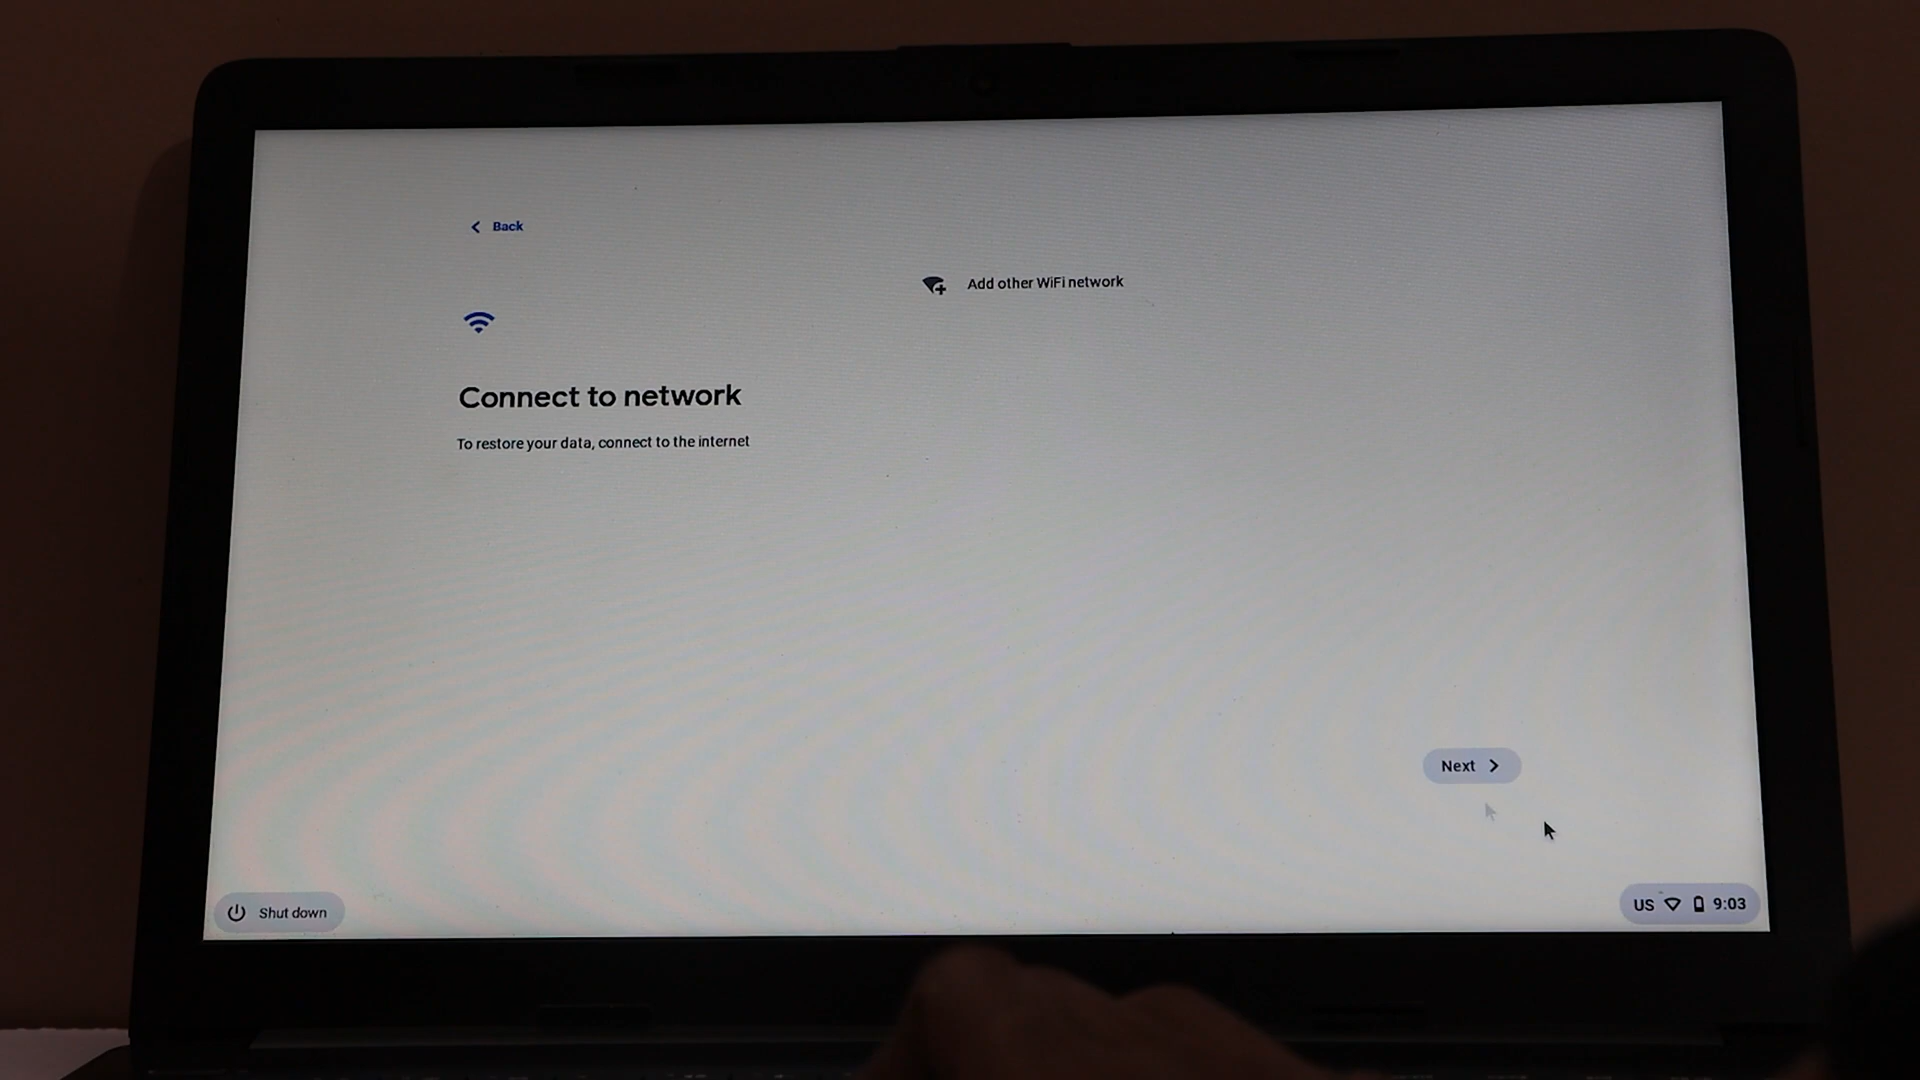 Back
Add other WiFi network
Connect to network
To restore your data, connect to the internet
Next
Shut down
US 9:03